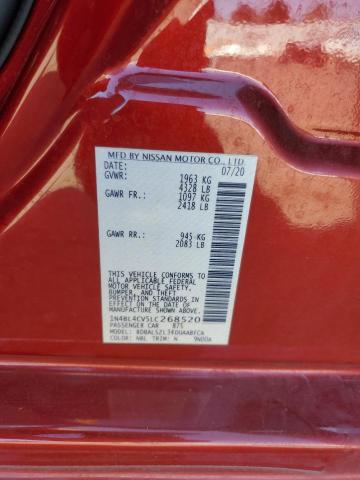 MFD BY NISSAN MOTOR CO., LTD
DATE: 07/20
GVWR: 1963 KG
4328 LB
GAWR FR.: 1097 KG
2418 LB
GAWR RR.: 945 KG
2083 LB
THIS VEHICLE CONFORMS TO
ALL APPLICABLE U.S. FEDERAL
MOTOR VEHICLE SAFETY,
BUMPER, AND THEFT
PREVENTION STANDARDS IN
EFFECT ON THE DATE OF
MANUFACTURE SHOWN ABOVE.
1N4BL4CV5LC268520
PASSENGER CAR 875
MODEL:
COLOR: NBL TRIM: N